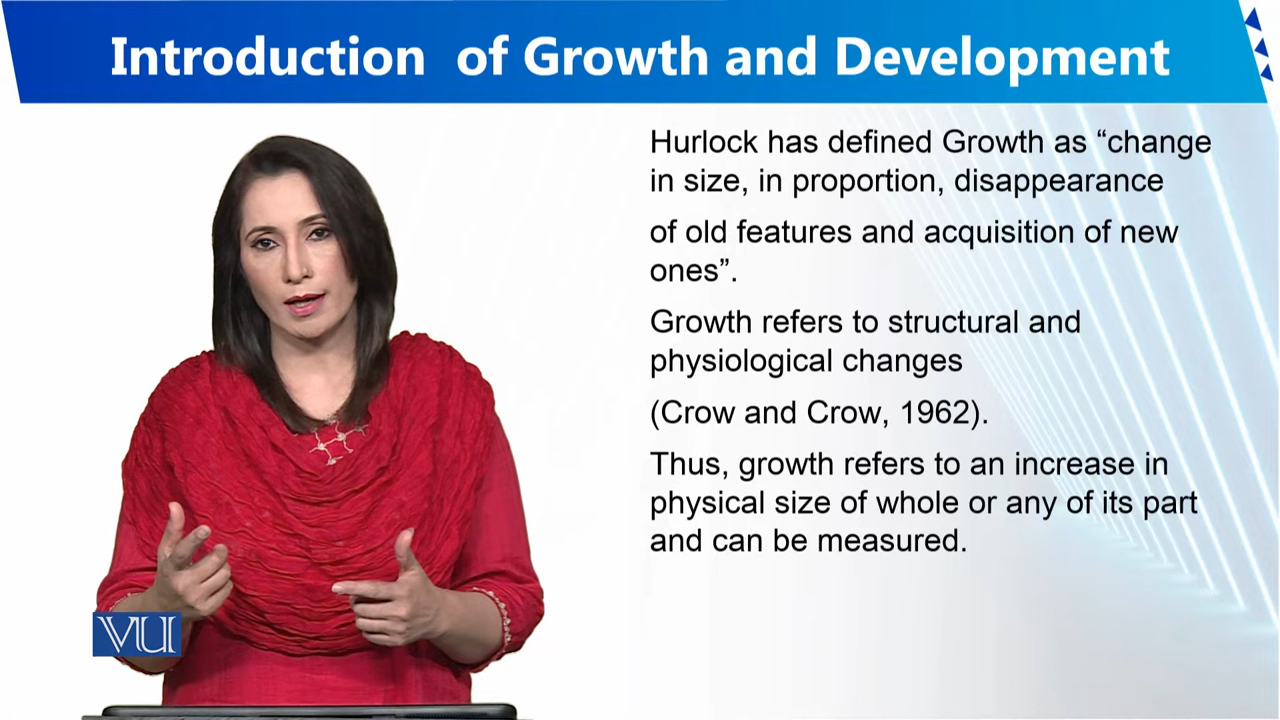 Introduction of Growth and Development
Hurlock has defined Growth as “change
in size, in proportion, disappearance
of old features and acquisition of new
ones”.
Growth refers to structural and
physiological changes
(Crow and Crow, 1962).
Thus, growth refers to an increase in
physical size of whole or any of its part
and can be measured.
VU